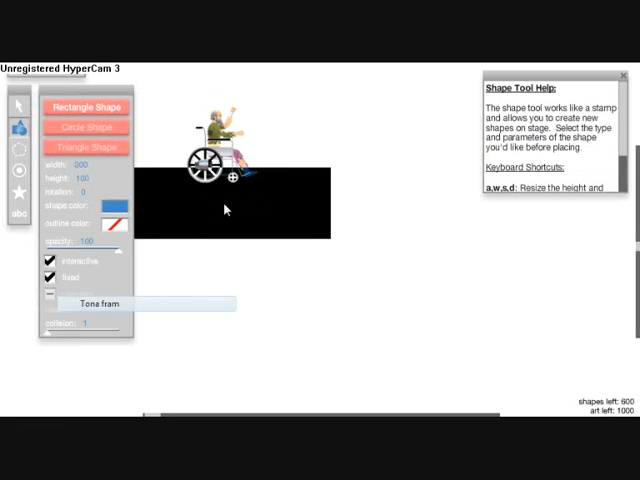 Unregistered HyperCam 3
Rectangle Shape
Circle Shape
Triangle Shape
width: 300
height: 100
rotation: 0
shape color:
outline color:
opacity: 100
interactive
fixed
Tona fram
collision: 1
abc
Shape Tool Help:
The shape tool works like a stamp
and allows you to create new
shapes on stage. Select the type
and parameters of the shape
you'd like before placing.
Keyboard Shortcuts:
a,w,s,d: Resize the height and
shapes left: 600
art left: 1000